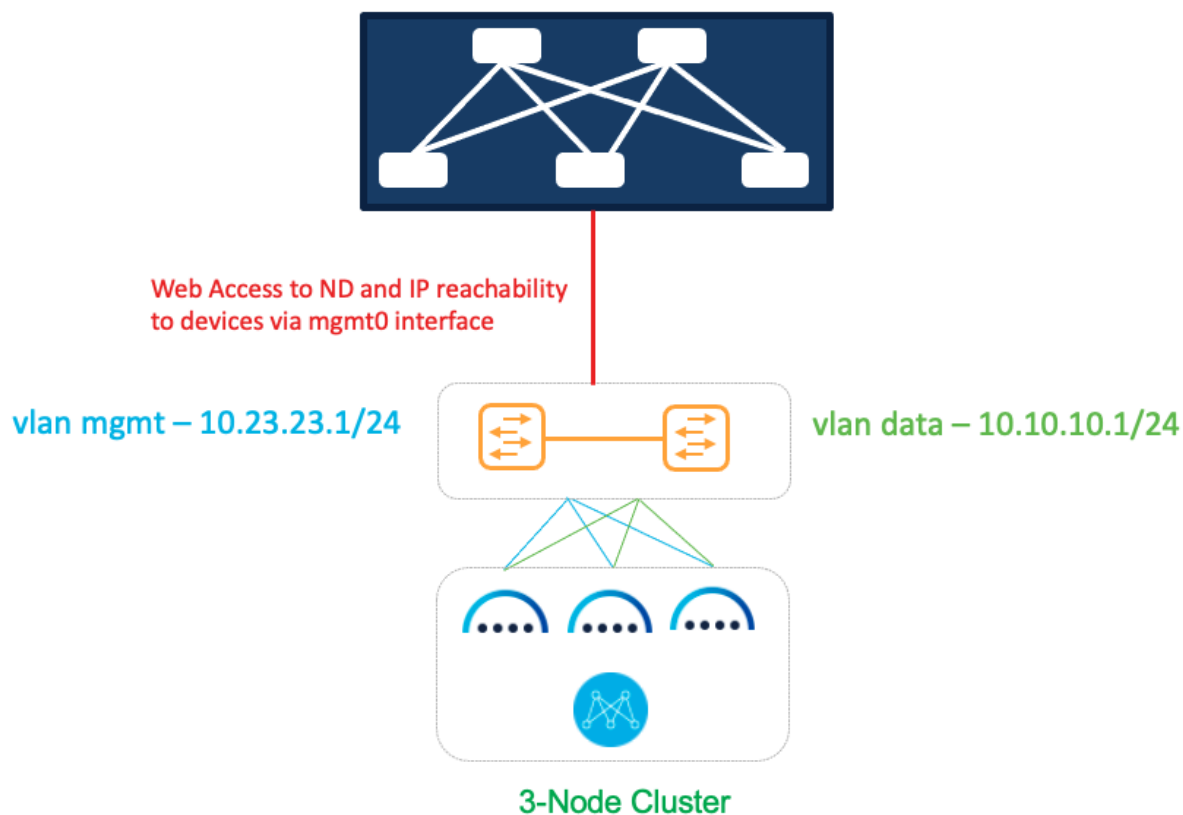 Web Access to ND and IP reachability
to devices via mgmt0 interface
vlan mgmt – 10.23.23.1/24
vlan data – 10.10.10.1/24
3-Node Cluster